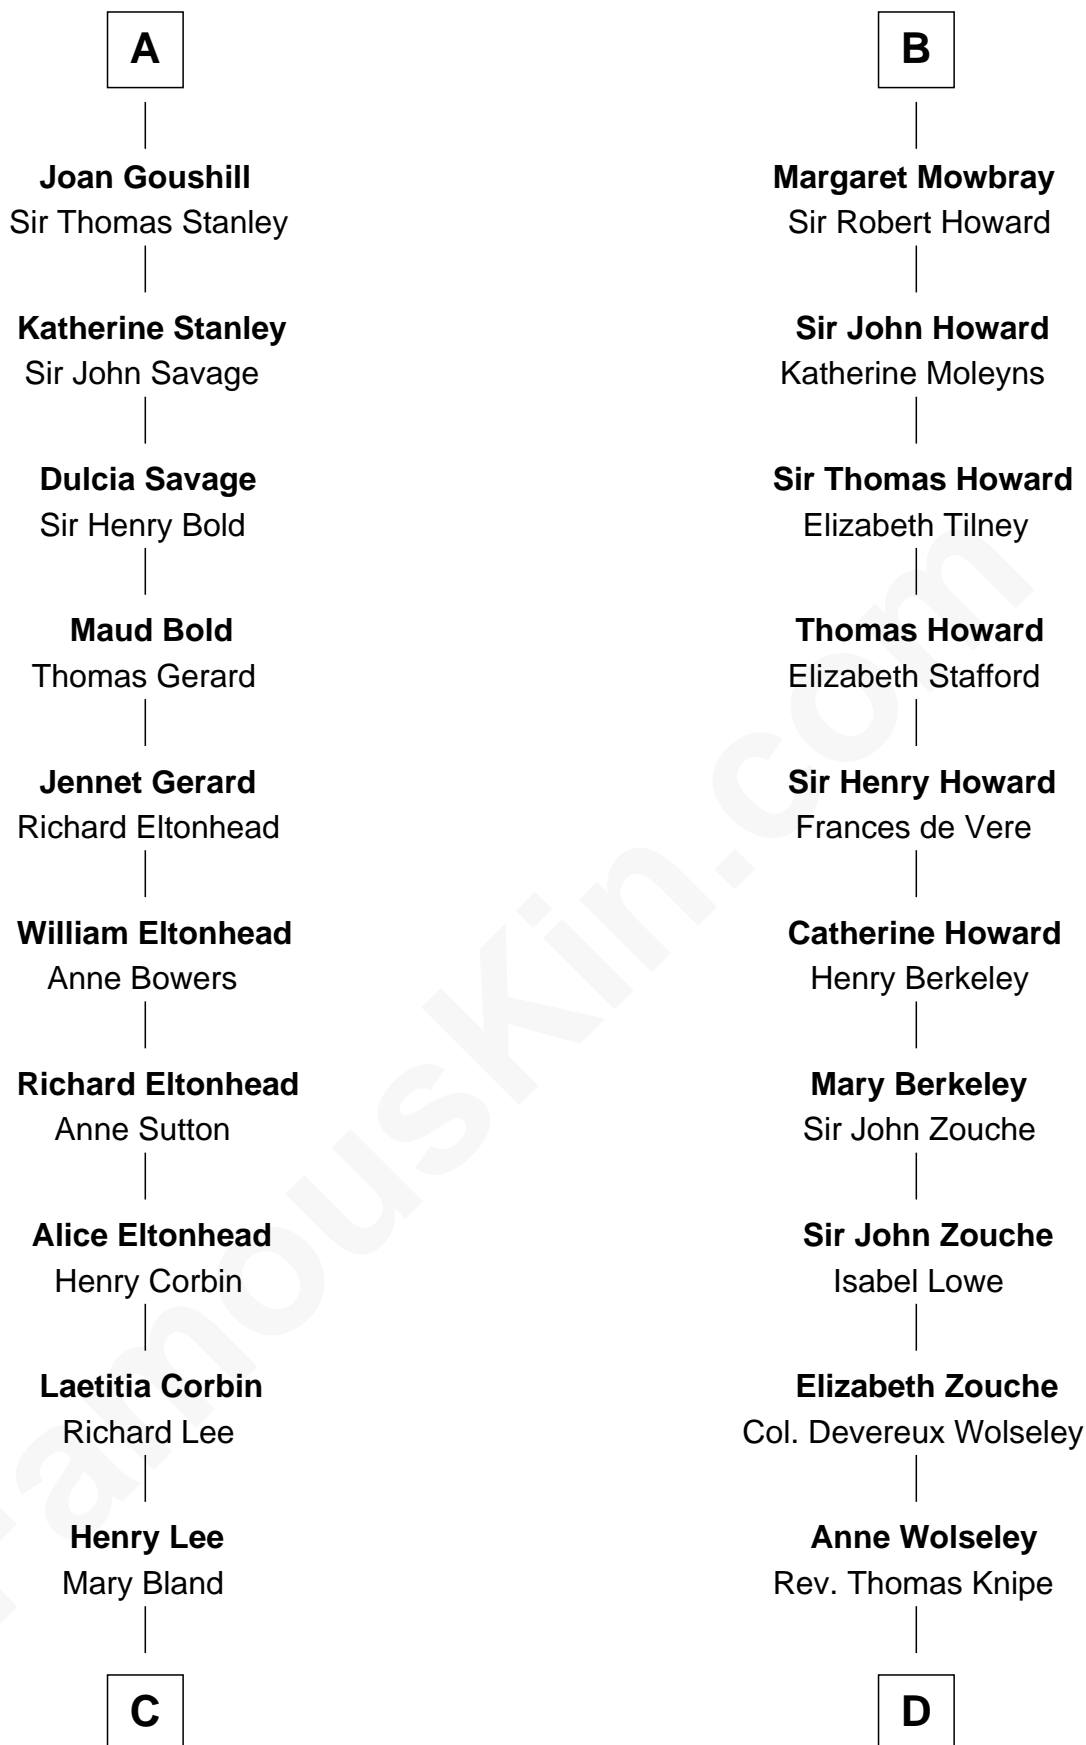 A
Joan Goushill
Sir Thomas Stanley
Katherine Stanley
Sir John Savage
Dulcia Savage
Sir Henry Bold
Maud Bold
Thomas Gerard
Jennet Gerard
Richard Eltonhead
William Eltonhead
Anne Bowers
Richard Eltonhead
Anne Sutton
Alice Eltonhead
Henry Corbin
Laetitia Corbin
Richard Lee
Henry Lee
Mary Bland
C
B
Margaret Mowbray
Sir Robert Howard
Sir John Howard
Katherine Moleyns
Sir Thomas Howard
Elizabeth Tilney
Thomas Howard
Elizabeth Stafford
Sir Henry Howard
Frances de Vere
Catherine Howard
Henry Berkeley
Mary Berkeley
Sir John Zouche
Sir John Zouche
Isabel Lowe
Elizabeth Zouche
Col. Devereux Wolseley
Anne Wolseley
Rev. Thomas Knipe
D
FamousKin.com